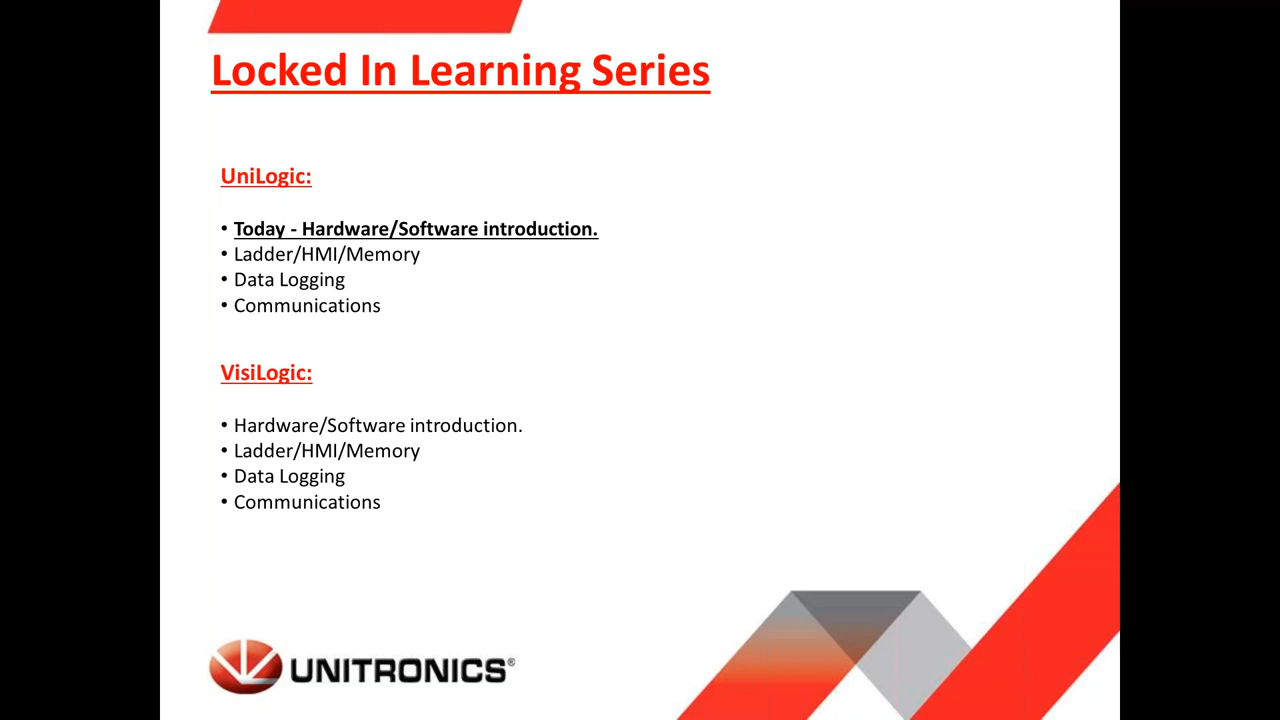 Locked In Learning Series
UniLogic:
• Today - Hardware/Software introduction.
• Ladder/HMI/Memory
• Data Logging
• Communications
VisiLogic:
• Hardware/Software introduction.
• Ladder/HMI/Memory
• Data Logging
• Communications
UNITRONICS®